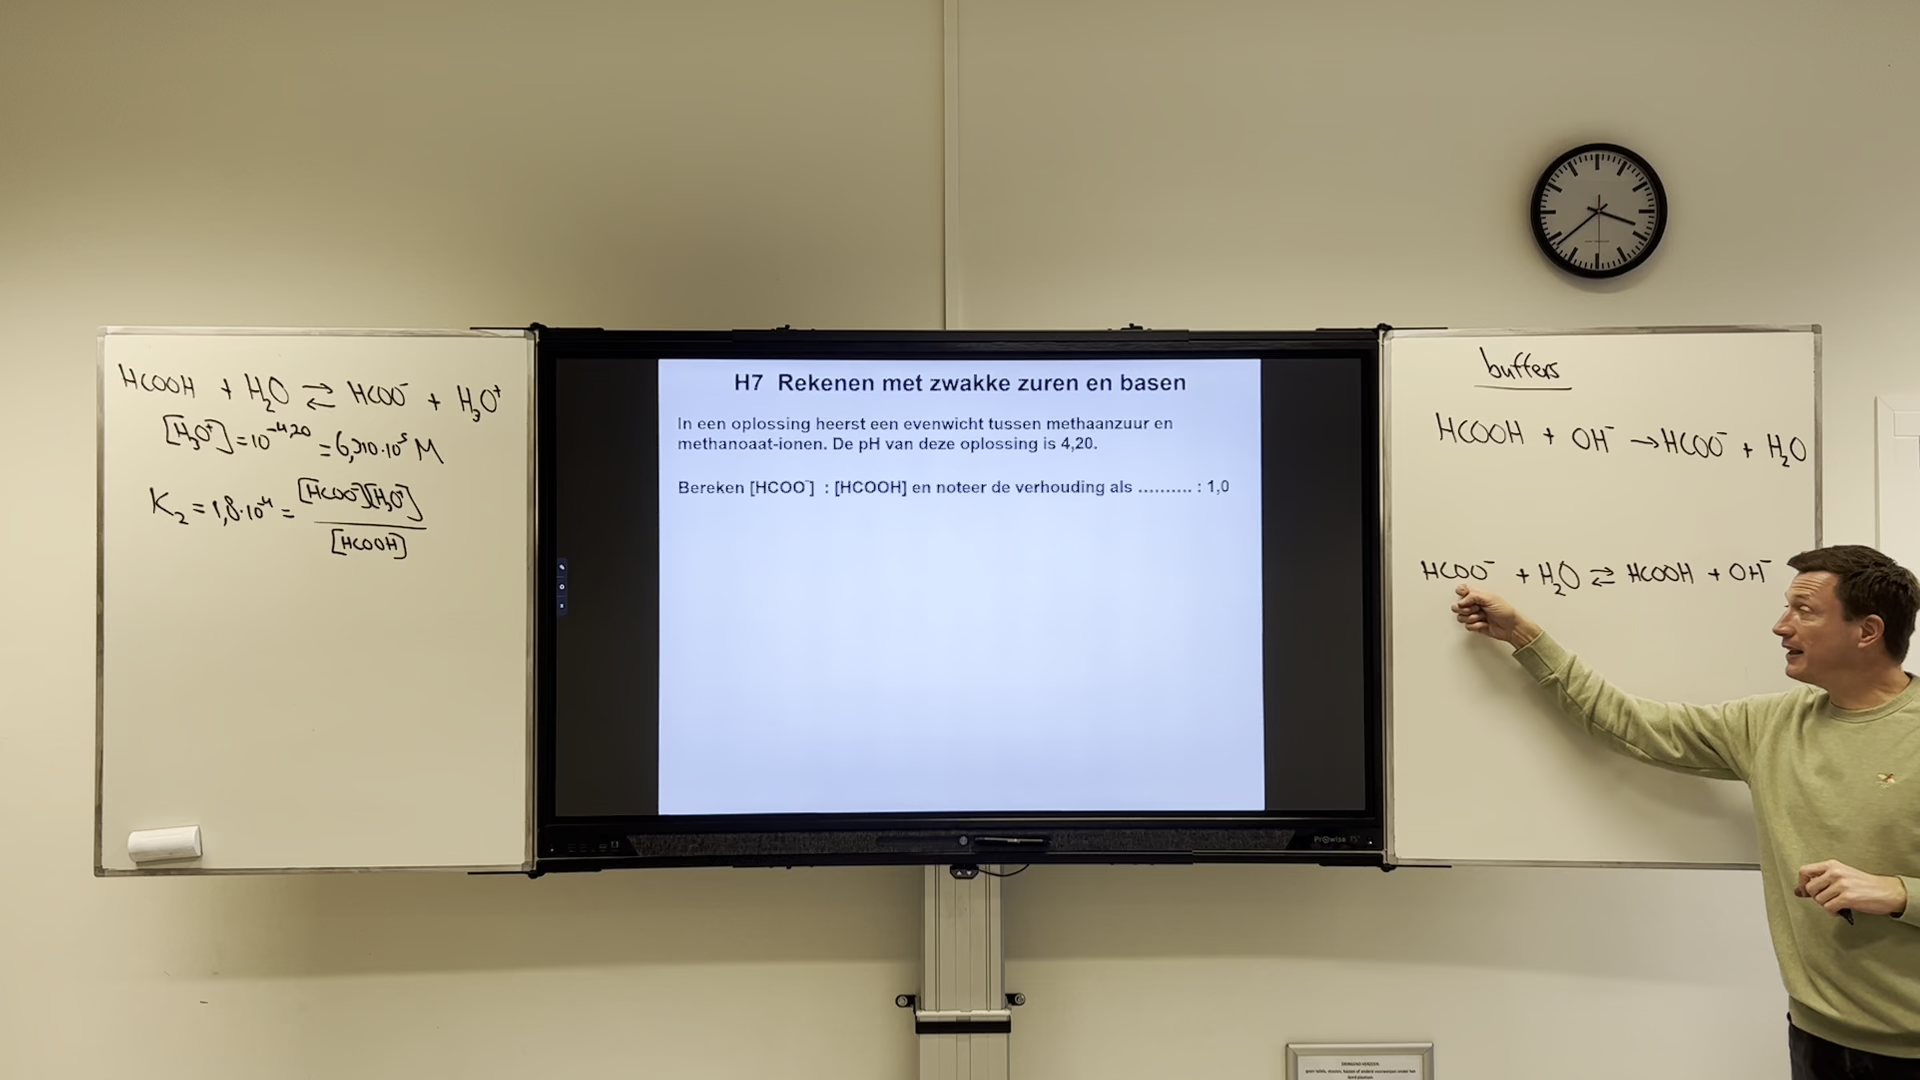 HCOOH + H₂O ⇌ HCOO⁻ + H₃O⁺
[H₃O⁺] = 10⁻⁴,²⁰ = 6,310·10⁻⁵ M
K₂ = 1,8·10⁻⁴ = [HCOO⁻][H₃O⁺]
[HCOOH]
H7 Rekenen met zwakke zuren en basen
In een oplossing heerst een evenwicht tussen methaanzuur en
methanoaat-ionen. De pH van deze oplossing is 4,20.
Bereken [HCOO⁻] : [HCOOH] en noteer de verhouding als .......... : 1,0
Prowise
buffers
HCOOH + OH⁻ → HCOO⁻ + H₂O
HCOO⁻ + H₂O ⇌ HCOOH + OH⁻